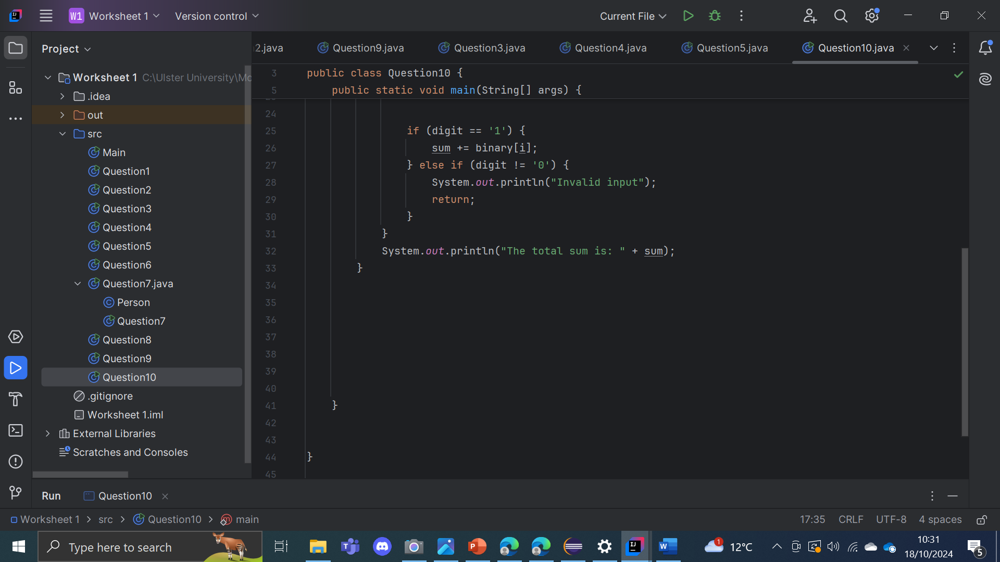 W1 Worksheet 1 Version control Current File
Project
2.java Question9.java Question3.java Question4.java Question5.java Question10.java
Worksheet 1 C:\Ulster University\Mo
.idea
out
src
Main
Question1
Question2
Question3
Question4
Question5
Question6
Question7.java
Person
Question7
Question8
Question9
Question10
.gitignore
Worksheet 1.iml
External Libraries
Scratches and Consoles
3 public class Question10 {
5 public static void main(String[] args) {
24
25 if (digit == '1') {
26 sum += binary[i];
27 } else if (digit != '0') {
28 System.out.println("Invalid input");
29 return;
30 }
31 }
32 System.out.println("The total sum is: " + sum);
33 }
34
35
36
37
38
39
40
41 }
42
43
44 }
45
Run Question10
Worksheet 1 > src > Question10 > main 17:35 CRLF UTF-8 4 spaces
Type here to search 1 12°C 10:31
18/10/2024 5